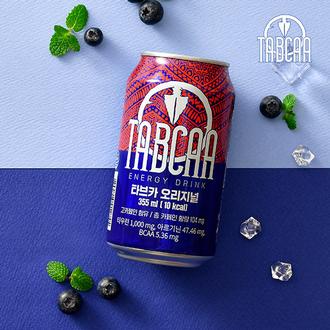 TABCAA
TABCAA
ENERGY DRINK
타브카 오리지널
355 ml (10 kcal)
고카페인 함유 / 총 카페인 함량 104 mg
타우린 1,000 mg, 아르기닌 47.46 mg,
BCAA 5.36 mg